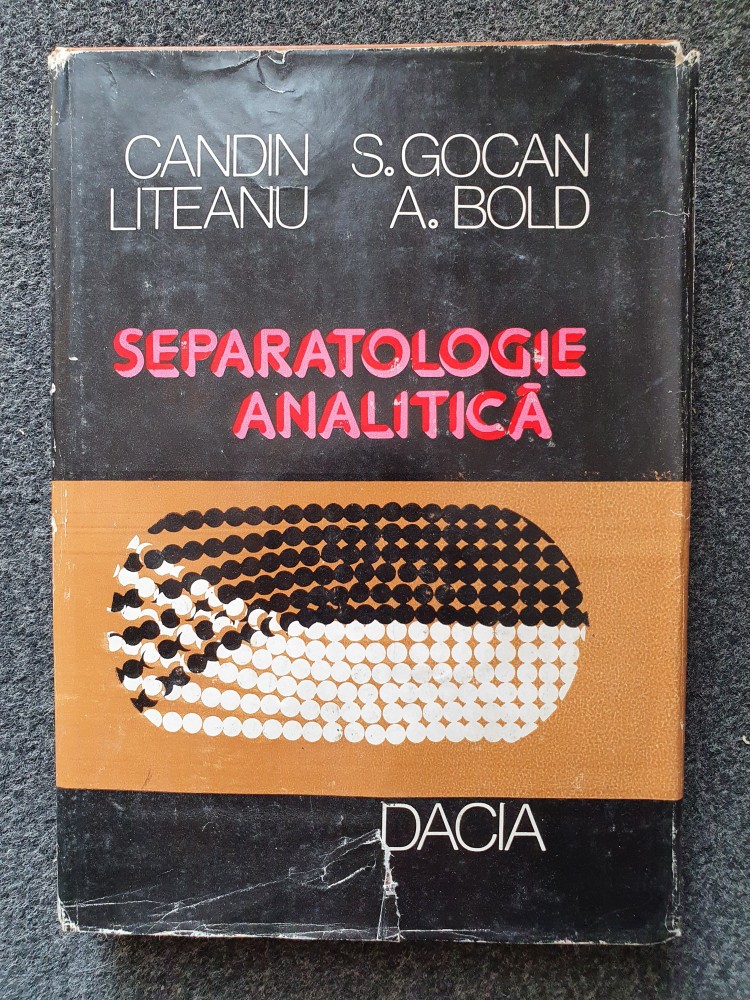 CANDIN S. GOCAN
LITEANU A. BOLD
SEPARATOLOGIE
ANALITICĂ
DACIA